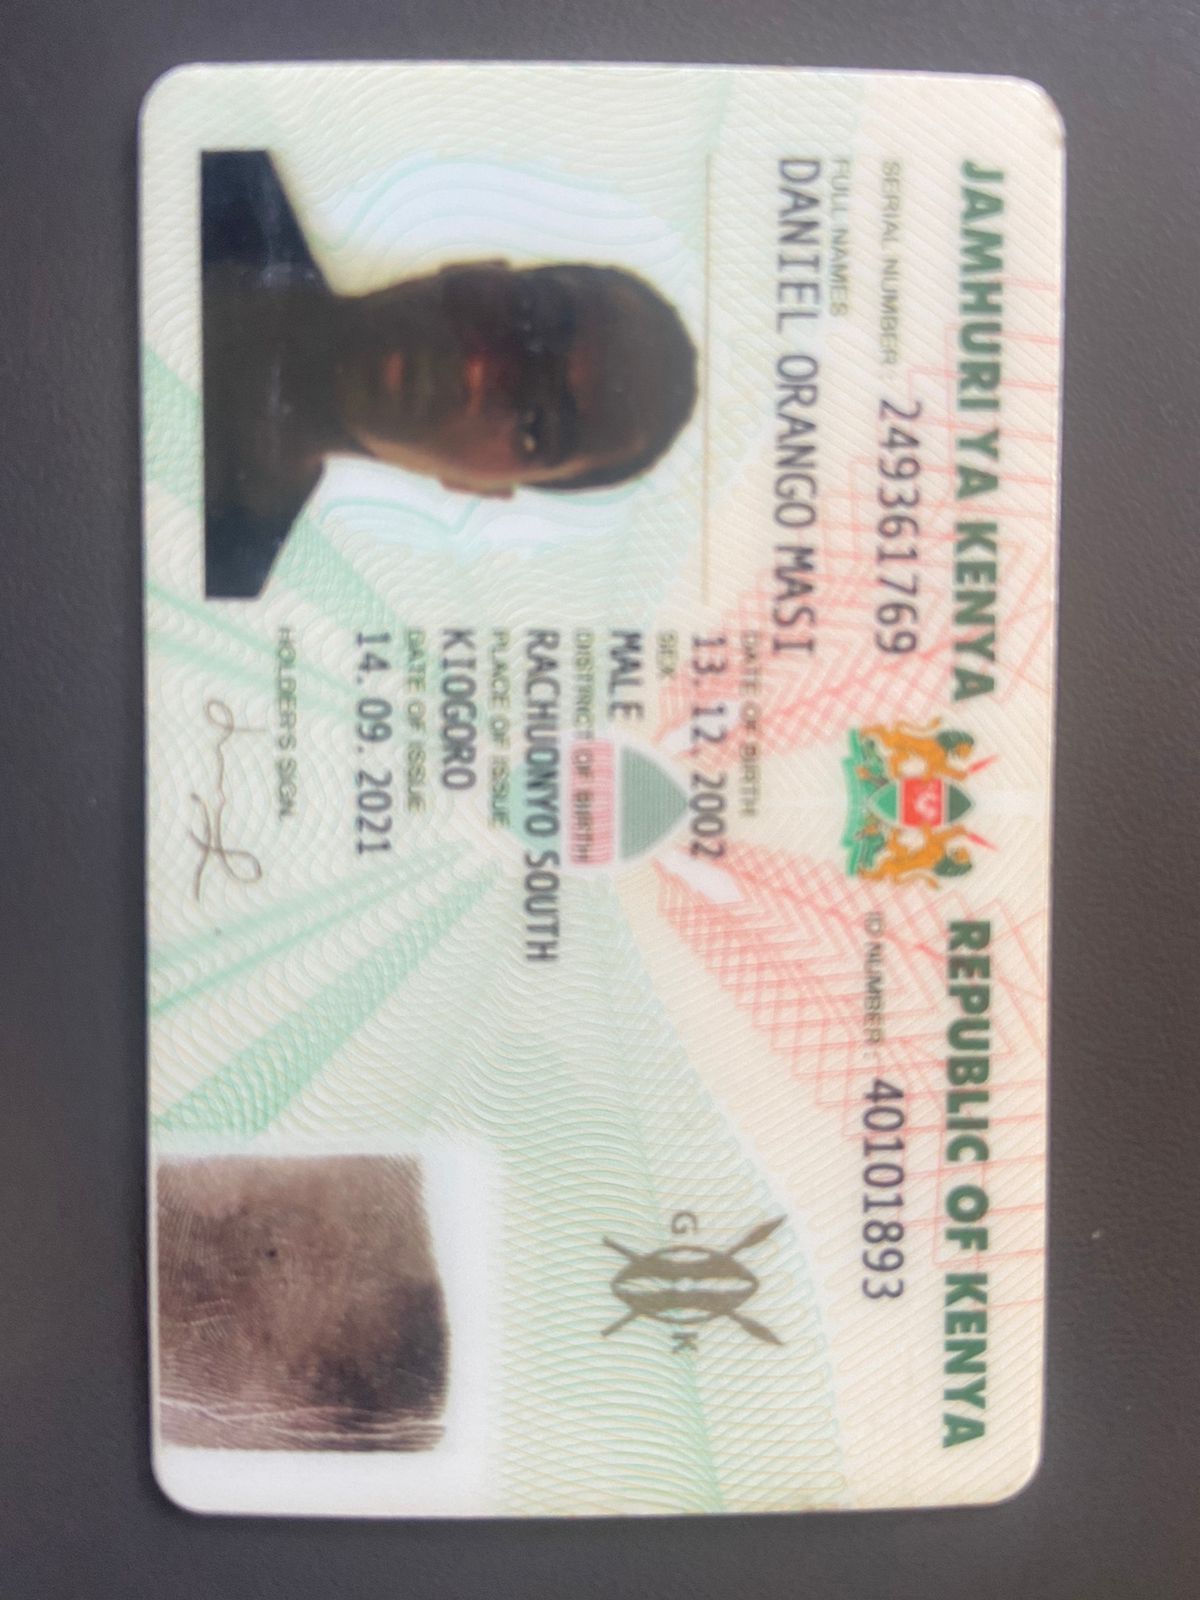 JAMHURI YA KENYA REPUBLIC OF KENYA
SERIAL NUMBER : 249361769 ID NUMBER : 40101893
FULL NAMES
DANIEL ORANGO MASI
DATE OF BIRTH
13. 12. 2002
SEX
MALE
DISTRICT OF BIRTH
RACHUONYO SOUTH
PLACE OF ISSUE
KIOGORO
DATE OF ISSUE
14. 09. 2021
HOLDER'S SIGN.
G K